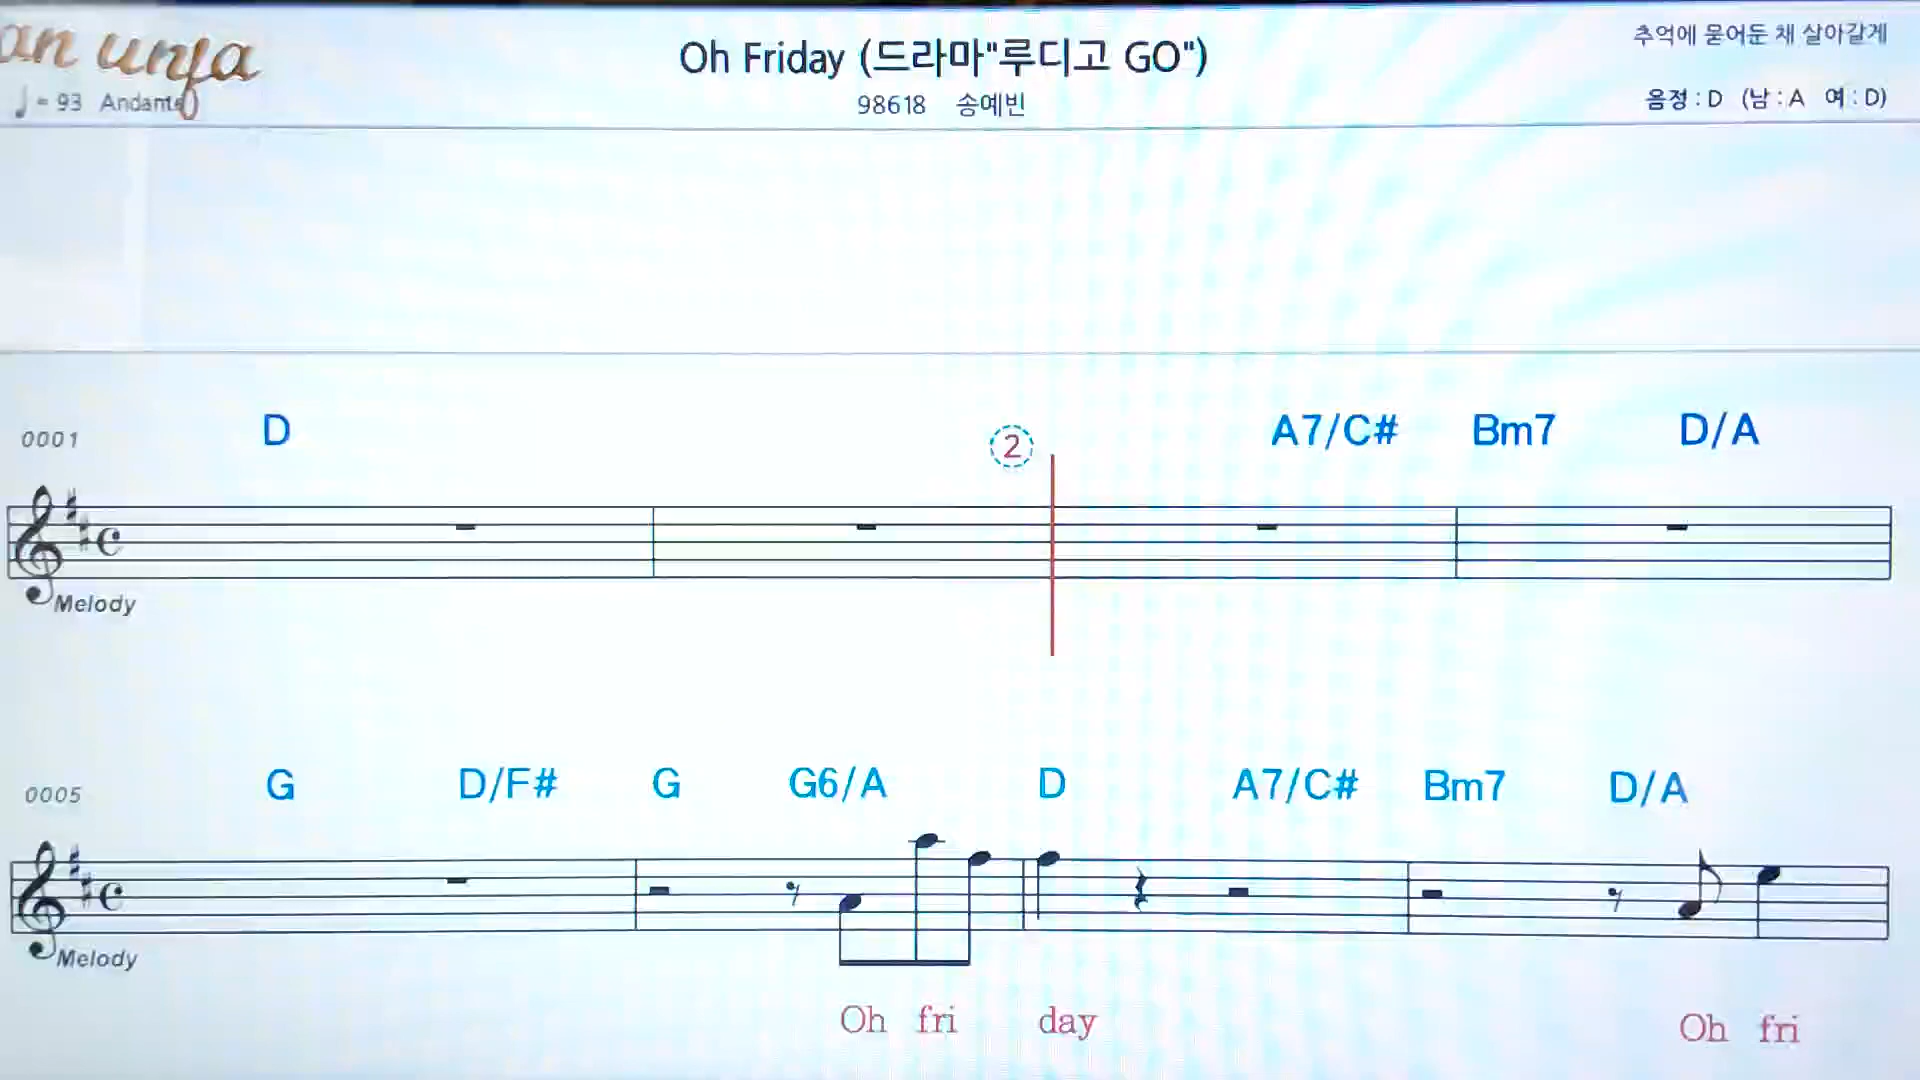 an unfa
Oh Friday (드라마"루디고 GO")
추억에 묻어둔 채 살아갈게
♩= 93 Andante
98618 송예빈
음정 : D (남 : A 여 : D)
0001 D ② A7/C# Bm7 D/A
Melody
0005 G D/F# G G6/A D A7/C# Bm7 D/A
Melody
Oh fri day Oh fri